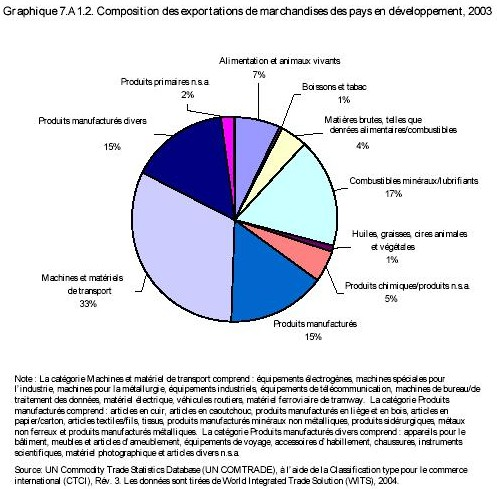 Graphique 7.A1.2. Composition des exportations de marchandises des pays en développement, 2003
Alimentation et animaux vivants
7%
Boissons et tabac
1%
Matières brutes, telles que
denrées alimentaires/combustibles
4%
Combustibles minéraux/lubrifiants
17%
Huiles, graisses, cires animales
et végétales
1%
Produits chimiques/produits n.s.a.
5%
Produits manufacturés
15%
Machines et matériels
de transport
33%
Produits manufacturés divers
15%
Produits primaires n.s.a.
2%
Note : La catégorie Machines et matériel de transport comprend : équipements électrogènes, machines spéciales pour
l'industrie, machines pour la métallurgie, équipements industriels, équipements de télécommunication, machines de bureau/de
traitement des données, matériel électrique, véhicules routiers, matériel ferroviaire de tramway. La catégorie Produits
manufacturés comprend : articles en cuir, articles en caoutchouc, produits manufacturés en liège et en bois, articles en
papier/carton, articles textiles/fils, tissus, produits manufacturés minéraux non métalliques, produits sidérurgiques, métaux
non ferreux et produits manufacturés métalliques. La catégorie Produits manufacturés divers comprend : appareils pour le
bâtiment, meubles et articles d'ameublement, équipements de voyage, accessoires d'habillement, chaussures, instruments
scientifiques, matériel photographique et articles divers n.s.a.
Source: UN Commodity Trade Statistics Database (UN COMTRADE), à l'aide de la Classification type pour le commerce
international (CTCI), Rév. 3. Les données sont tirées de World Integrated Trade Solution (WITS), 2004.